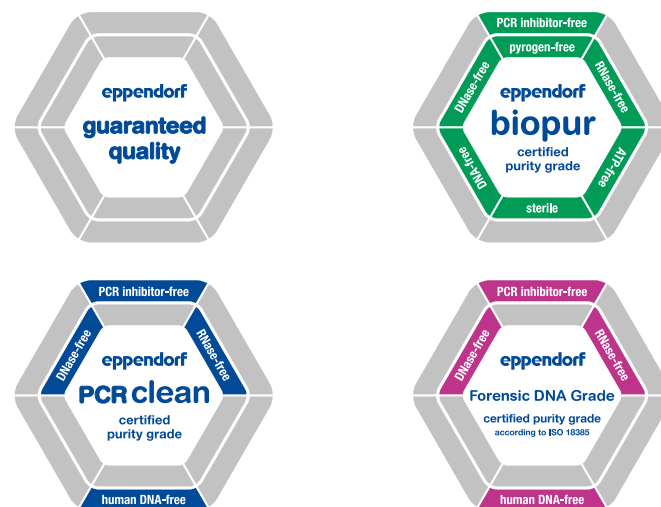 eppendorf
guaranteed
quality
PCR inhibitor-free
pyrogen-free
DNase-free
RNase-free
eppendorf
biopur
certified
purity grade
DNA-free
ATP-free
sterile
PCR inhibitor-free
DNase-free
RNase-free
eppendorf
PCR clean
certified
purity grade
human DNA-free
PCR inhibitor-free
DNase-free
RNase-free
eppendorf
Forensic DNA Grade
certified purity grade
according to ISO 18385
human DNA-free